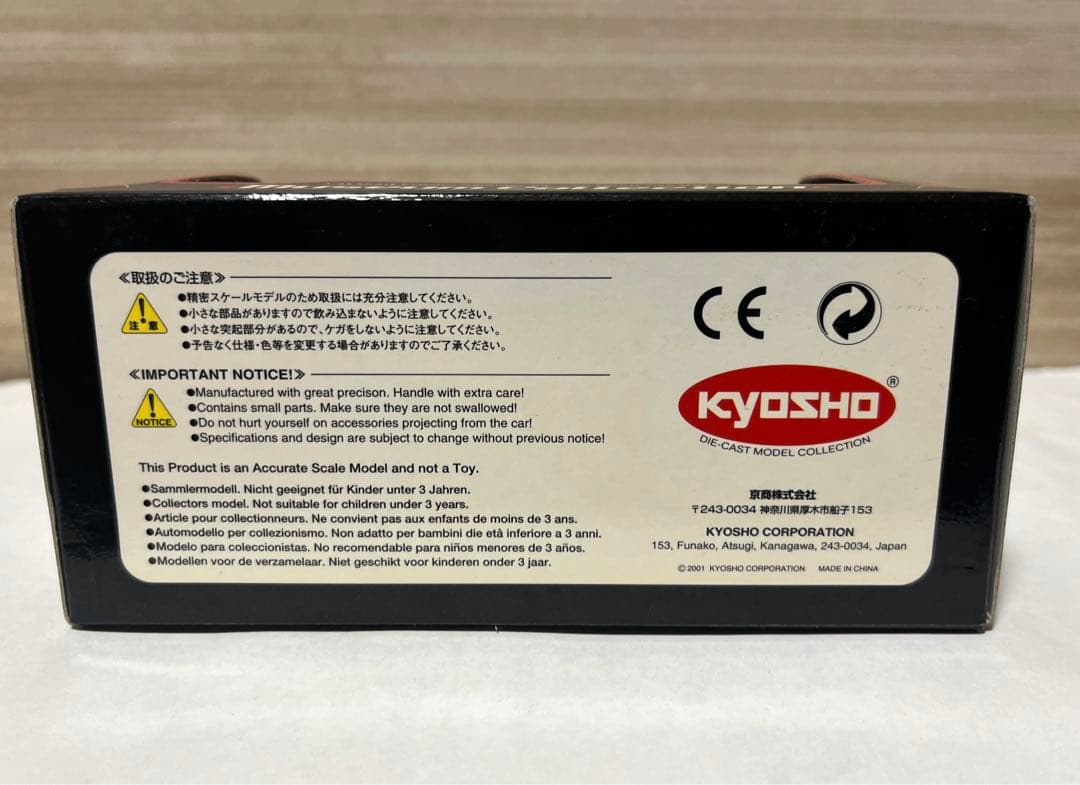 ≪取扱のご注意≫
注意
●精密スケールモデルのため取扱には充分注意してください。
●小さな部品がありますので飲み込まないように注意してください。
●小さな突起部分があるので、ケガをしないように注意してください。
●予告なく仕様・色等を変更する場合がありますのでご了承ください。
≪IMPORTANT NOTICE!≫
NOTICE
●Manufactured with great precison. Handle with extra care!
●Contains small parts. Make sure they are not swallowed!
●Do not hurt yourself on accessories projecting from the car!
●Specifications and design are subject to change without previous notice!
This Product is an Accurate Scale Model and not a Toy.
●Sammlermodell. Nicht geeignet für Kinder unter 3 Jahren.
●Collectors model. Not suitable for children under 3 years.
●Article pour collectionneurs. Ne convient pas aux enfants de moins de 3 ans.
●Automodello per collezionismo. Non adatto per bambini die età inferiore a 3 anni.
●Modelo para coleccionistas. No recomendable para niños menores de 3 años.
●Modellen voor de verzamelaar. Niet geschikt voor kinderen onder 3 jaar.
CE
KYOSHO®
DIE-CAST MODEL COLLECTION
京商株式会社
〒243-0034 神奈川県厚木市船子153
KYOSHO CORPORATION
153, Funako, Atsugi, Kanagawa, 243-0034, Japan
©2001 KYOSHO CORPORATION MADE IN CHINA